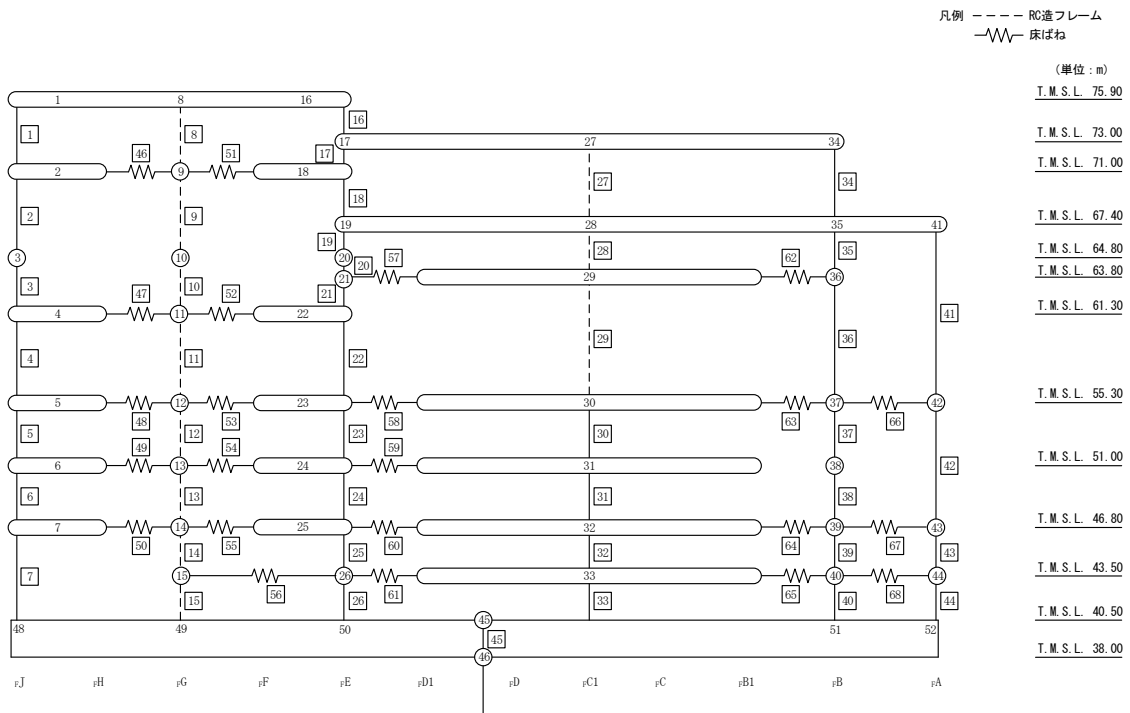 凡例 ---- RC造フレーム
床ばね
(単位:m)
T.M.S.L. 75.90
1 8 16
1 8 16
T.M.S.L. 73.00
17 27 34
46 51 17
T.M.S.L. 71.00
2 9 18
27 34
2 9 18
T.M.S.L. 67.40
19 28 35 41
19 57 28 62 35
T.M.S.L. 64.80
3 10 20
20
T.M.S.L. 63.80
21 29 36
3 47 10 52 21
T.M.S.L. 61.30
4 11 22
41
29 36
4 11 22
T.M.S.L. 55.30
5 12 23 30 37 42
48 53 58 63 66
5 12 23 30 37
49 54 59
T.M.S.L. 51.00
6 13 24 31 38
42
6 13 24 31 38
T.M.S.L. 46.80
7 14 25 32 39 43
50 55 60 64 67
14 25 32 39 43
T.M.S.L. 43.50
7 15 26 33 40 44
56 61 65 68
15 26 33 40 44
T.M.S.L. 40.50
48 49 50 45 51 52
45
T.M.S.L. 38.00
46
FJ FH FG FF FE FD1 FD FC1 FC FB1 FB FA